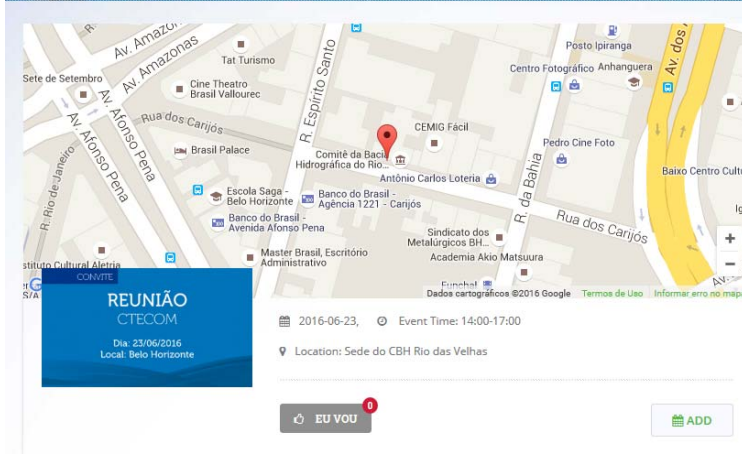 Av. Amazonas
Av. Amazonas
Tat Turismo
Sete de Setembro
Cine Theatro
Brasil Vallourec
Rua dos Carijós
Av. Afonso Pena
Av. Afonso Pena
R. Rio de Janeiro
Brasil Palace
R. Espírito Santo
Posto Ipiranga
Centro Fotográfico Anhanguera
Av. dos
CEMIG Fácil
Comitê da Bacia
Hidrográfica do Rio...
Pedro Cine Foto
Antônio Carlos Loteria
Baixo Centro Cultu
Escola Saga -
Belo Horizonte
Banco do Brasil -
Agência 1221 - Carijós
Banco do Brasil -
Avenida Afonso Pena
R. da Bahia
Rua dos Carijós
Ig
Sindicato dos
Metalúrgicos BH...
Master Brasil, Escritório
Administrativo
Academia Akio Matsuura
stituto Cultural Aletria
Funchal
+
−
Dados cartográficos ©2016 Google
Termos de Uso
Informar erro no mapa
CONVITE
REUNIÃO
CTECOM
Dia: 23/06/2016
Local: Belo Horizonte
2016-06-23, Event Time: 14:00-17:00
Location: Sede do CBH Rio das Velhas
EU VOU
0
ADD